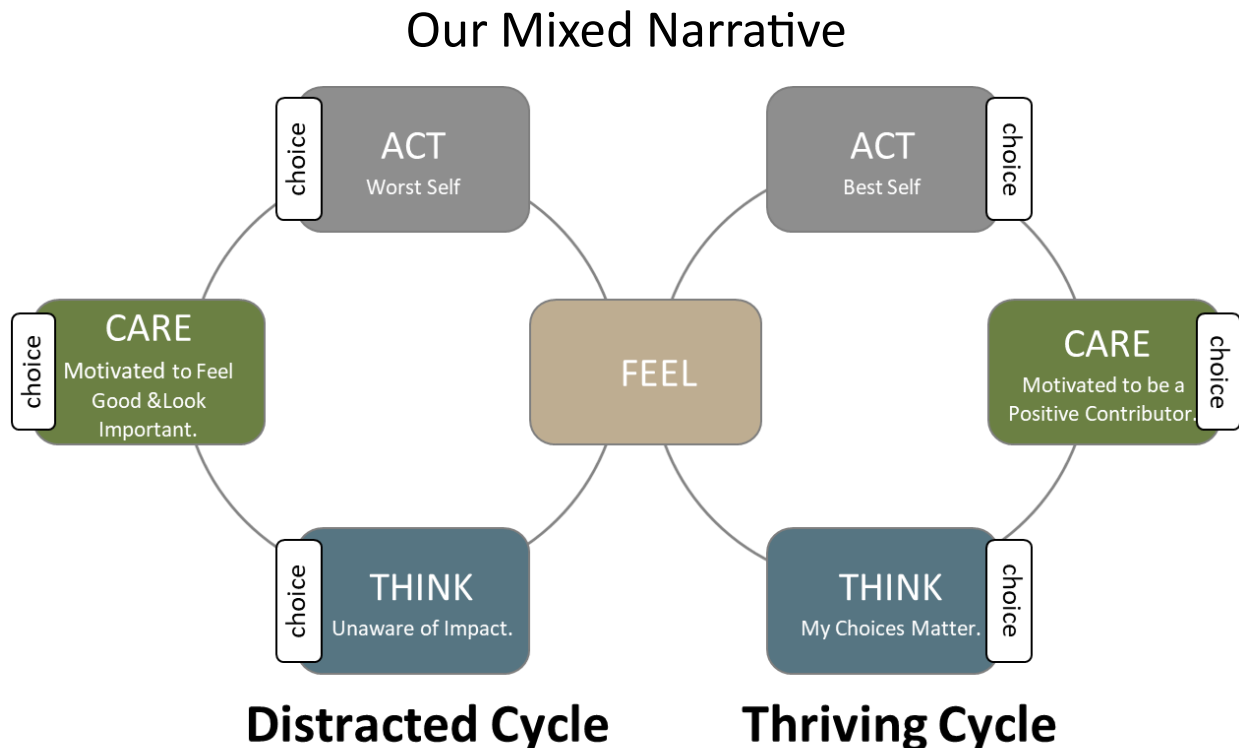 Our Mixed Narrative
choice
ACT
Worst Self
ACT
Best Self
choice
choice
CARE
Motivated to Feel
Good &Look
Important.
FEEL
CARE
Motivated to be a
Positive Contributor.
choice
choice
THINK
Unaware of Impact.
THINK
My Choices Matter.
choice
Distracted Cycle
Thriving Cycle